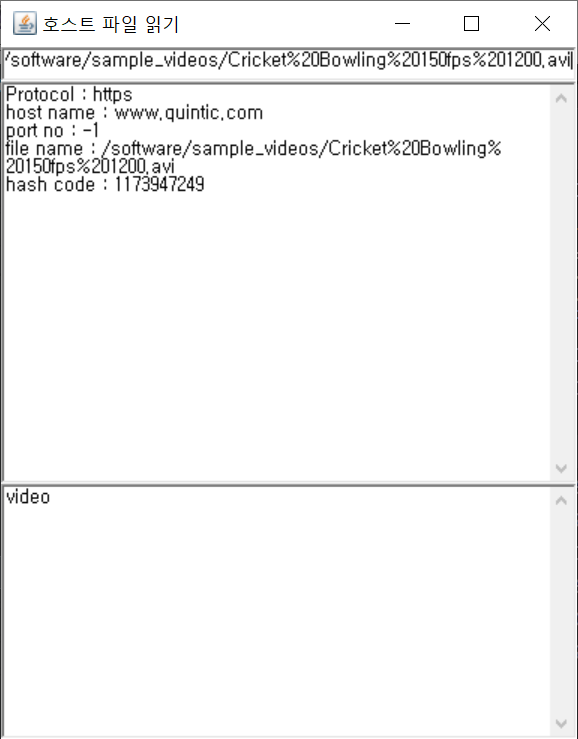 호스트 파일 읽기
/software/sample_videos/Cricket%20Bowling%20150fps%201200.avi
Protocol : https
host name : www.quintic.com
port no : -1
file name : /software/sample_videos/Cricket%20Bowling%
20150fps%201200.avi
hash code : 1173947249
video